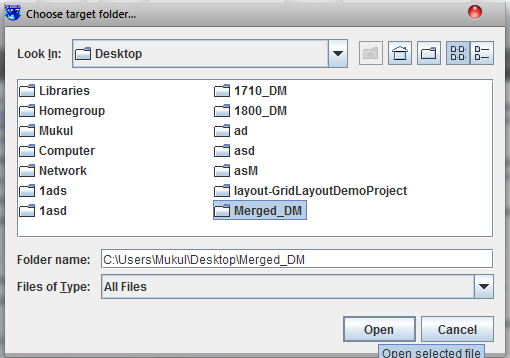 Choose target folder...
Look In: Desktop
Libraries 1710_DM
Homegroup 1800_DM
Mukul ad
Computer asd
Network asM
1ads layout-GridLayoutDemoProject
1asd Merged_DM
Folder name: C:\Users\Mukul\Desktop\Merged_DM
Files of Type: All Files
Open Cancel
Open selected file